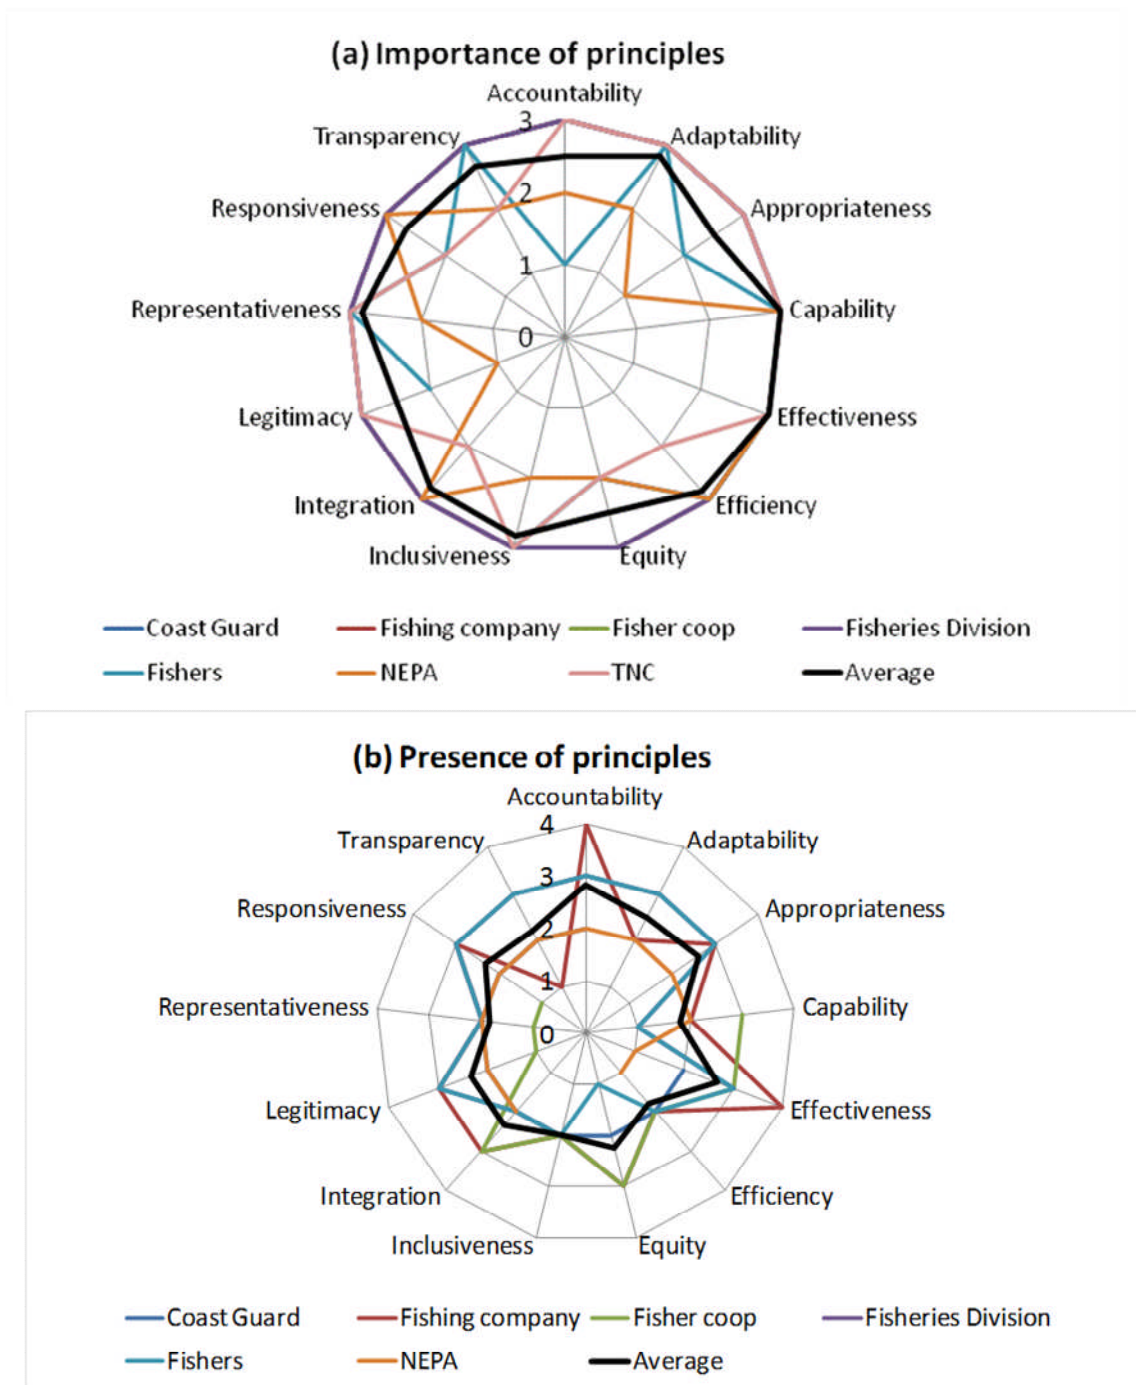 (a) Importance of principles
Accountability
3
Transparency
Adaptability
2
Responsiveness
Appropriateness
1
Representativeness
0
Capability
Legitimacy
Effectiveness
Integration
Efficiency
Inclusiveness
Equity
Coast Guard Fishing company Fisher coop Fisheries Division
Fishers NEPA TNC Average
(b) Presence of principles
Accountability
4
Transparency
Adaptability
3
Responsiveness
Appropriateness
2
1
Representativeness
0
Capability
Legitimacy
Effectiveness
Integration
Efficiency
Inclusiveness
Equity
Coast Guard Fishing company Fisher coop Fisheries Division
Fishers NEPA Average